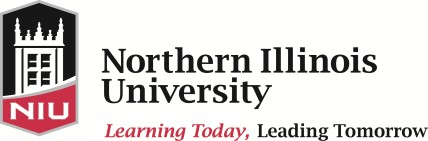 NIU
Northern Illinois
University
Learning Today, Leading Tomorrow